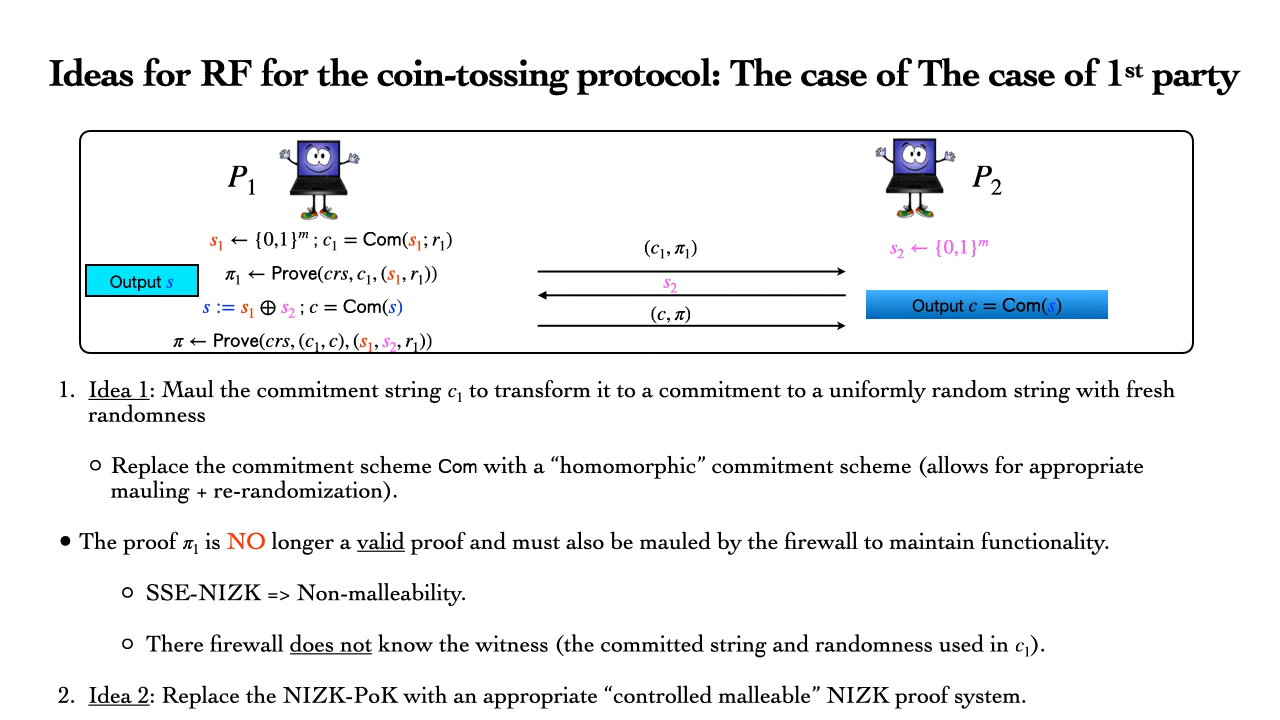 Ideas for RF for the coin-tossing protocol: The case of The case of 1st party
P1
P2
s1 ← {0,1}^m ; c1 = Com(s1; r1)
(c1, π1)
s2 ← {0,1}^m
Output s
π1 ← Prove(crs, c1, (s1, r1))
s2
s := s1 ⊕ s2 ; c = Com(s)
(c, π)
Output c = Com(s)
π ← Prove(crs, (c1, c), (s1, s2, r1))
1. Idea 1: Maul the commitment string c1 to transform it to a commitment to a uniformly random string with fresh
randomness
○ Replace the commitment scheme Com with a “homomorphic” commitment scheme (allows for appropriate
mauling + re-randomization).
• The proof π1 is NO longer a valid proof and must also be mauled by the firewall to maintain functionality.
○ SSE-NIZK => Non-malleability.
○ There firewall does not know the witness (the committed string and randomness used in c1).
2. Idea 2: Replace the NIZK-PoK with an appropriate “controlled malleable” NIZK proof system.